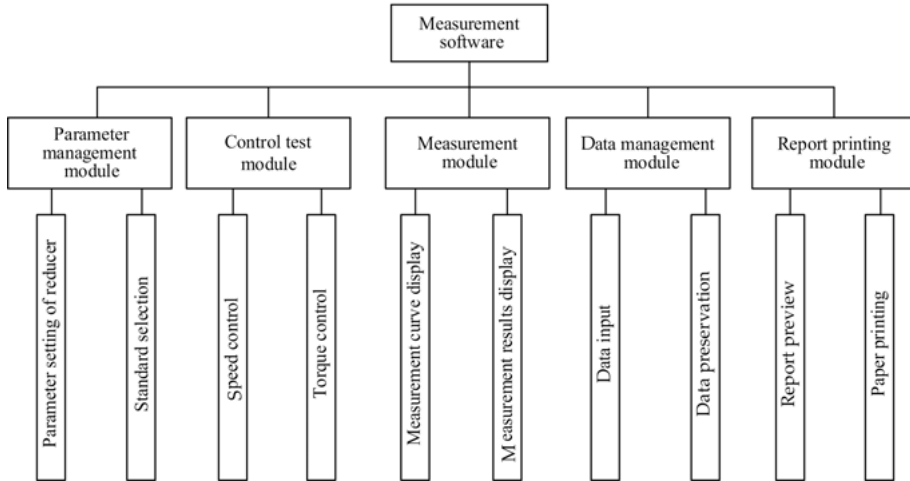 Measurement
software
Parameter
management
module
Control test
module
Measurement
module
Data management
module
Report printing
module
Parameter setting of reducer
Standard selection
Speed control
Torque control
Measurement curve display
Measurement results display
Data input
Data preservation
Report preview
Paper printing